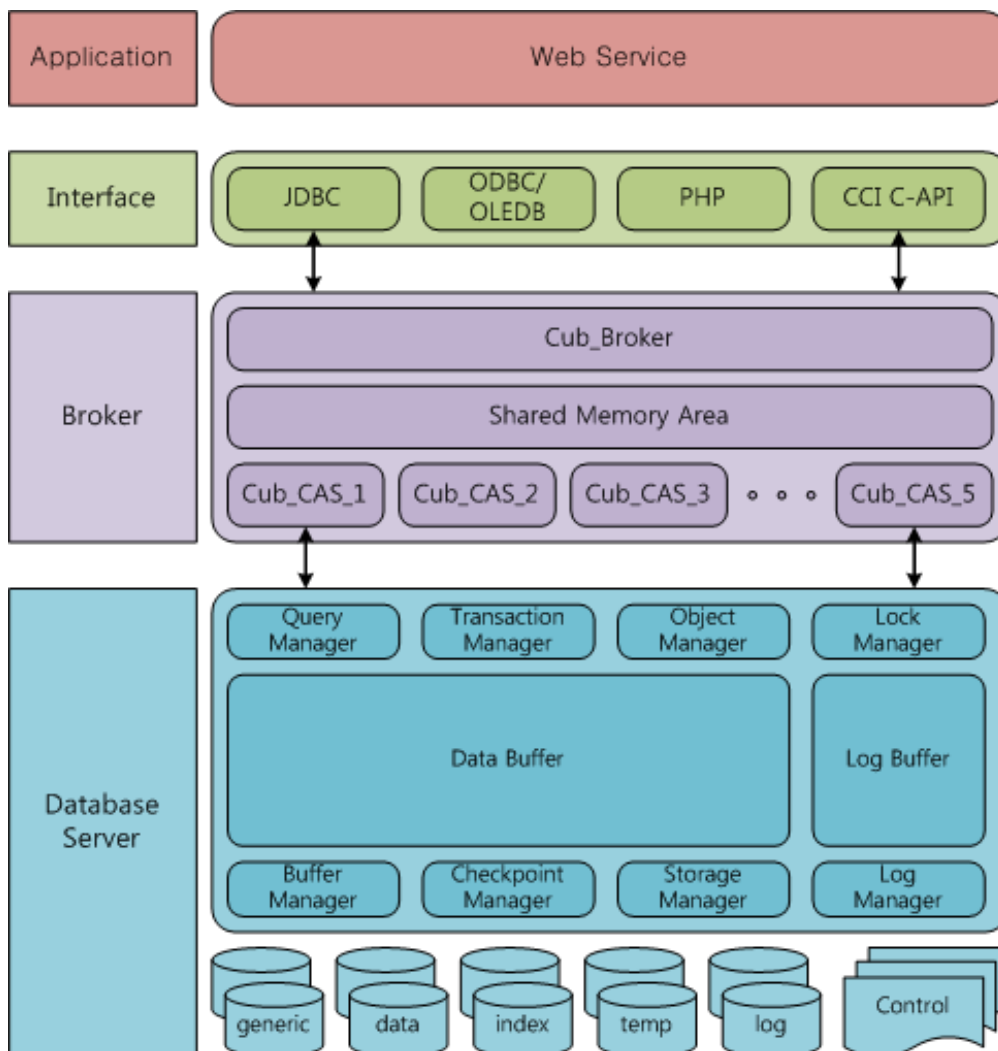 Application
Web Service
Interface
JDBC
ODBC/
OLEDB
PHP
CCI C-API
Broker
Cub_Broker
Shared Memory Area
Cub_CAS_1
Cub_CAS_2
Cub_CAS_3
Cub_CAS_5
Database
Server
Query
Manager
Transaction
Manager
Object
Manager
Lock
Manager
Data Buffer
Log Buffer
Buffer
Manager
Checkpoint
Manager
Storage
Manager
Log
Manager
generic
data
index
temp
log
Control